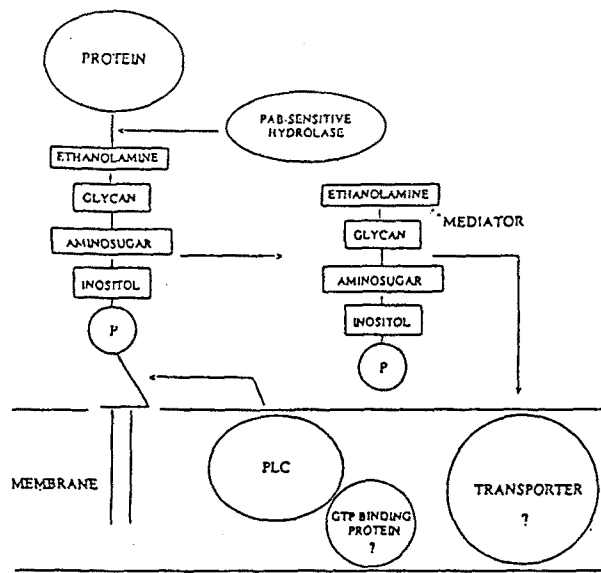 PROTEIN
PAB-SENSITIVE
HYDROLASE
ETHANOLAMINE
GLYCAN
AMINOSUGAR
INOSITOL
P
ETHANOLAMINE
MEDIATOR
GLYCAN
AMINOSUGAR
INOSITOL
P
MEMBRANE
PLC
GTP BINDING
PROTEIN
?
TRANSPORTER
?